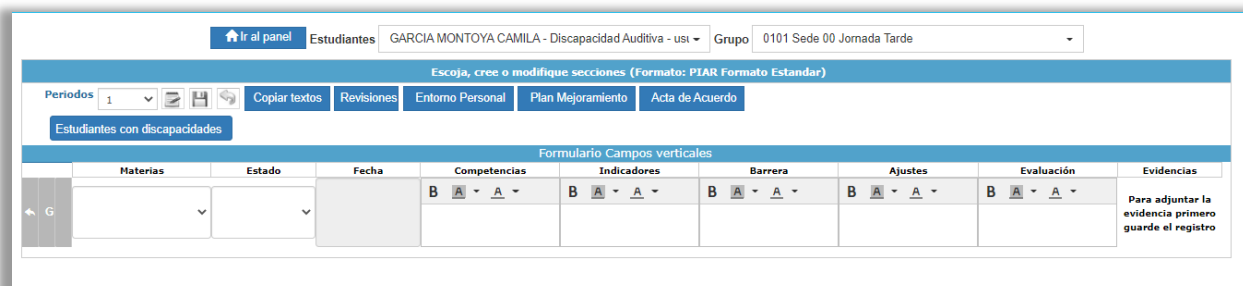 Ir al panel Estudiantes GARCIA MONTOYA CAMILA - Discapacidad Auditiva - usu Grupo 0101 Sede 00 Jornada Tarde
Escoja, cree o modifique secciones (Formato: PIAR Formato Estandar)
Periodos 1 Copiar textos Revisiones Entorno Personal Plan Mejoramiento Acta de Acuerdo
Estudiantes con discapacidades
Formulario Campos verticales
Materias Estado Fecha Competencias Indicadores Barrera Ajustes Evaluación Evidencias
G B A A B A A B A A B A A B A A
Para adjuntar la
evidencia primero
guarde el registro